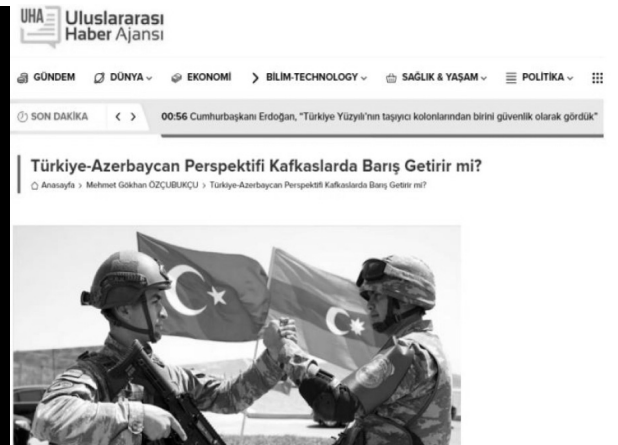 UHA Uluslararası
Haber Ajansı
GÜNDEM DÜNYA EKONOMİ BİLİM-TECHNOLOGY SAĞLIK & YAŞAM POLİTİKA
SON DAKİKA 00:56 Cumhurbaşkanı Erdoğan, "Türkiye Yüzyılı'nın taşıyıcı kolonlarından birini güvenlik olarak gördük"
Türkiye-Azerbaycan Perspektifi Kafkaslarda Barış Getirir mi?
Anasayfa > Mehmet Gökhan ÖZÇUBUKÇU > Türkiye-Azerbaycan Perspektifi Kafkaslarda Barış Getirir mi?